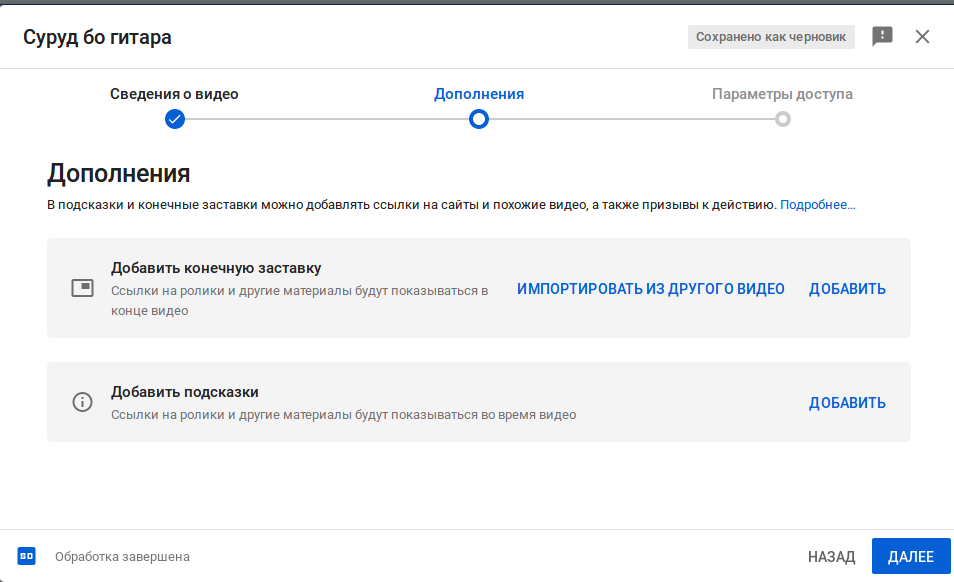 Суруд бо гитара
Сохранено как черновик
Сведения о видео
Дополнения
Параметры доступа
Дополнения
В подсказки и конечные заставки можно добавлять ссылки на сайты и похожие видео, а также призывы к действию. Подробнее…
Добавить конечную заставку
Ссылки на ролики и другие материалы будут показываться в
конце видео
ИМПОРТИРОВАТЬ ИЗ ДРУГОГО ВИДЕО
ДОБАВИТЬ
Добавить подсказки
Ссылки на ролики и другие материалы будут показываться во время видео
ДОБАВИТЬ
SD
Обработка завершена
НАЗАД
ДАЛЕЕ